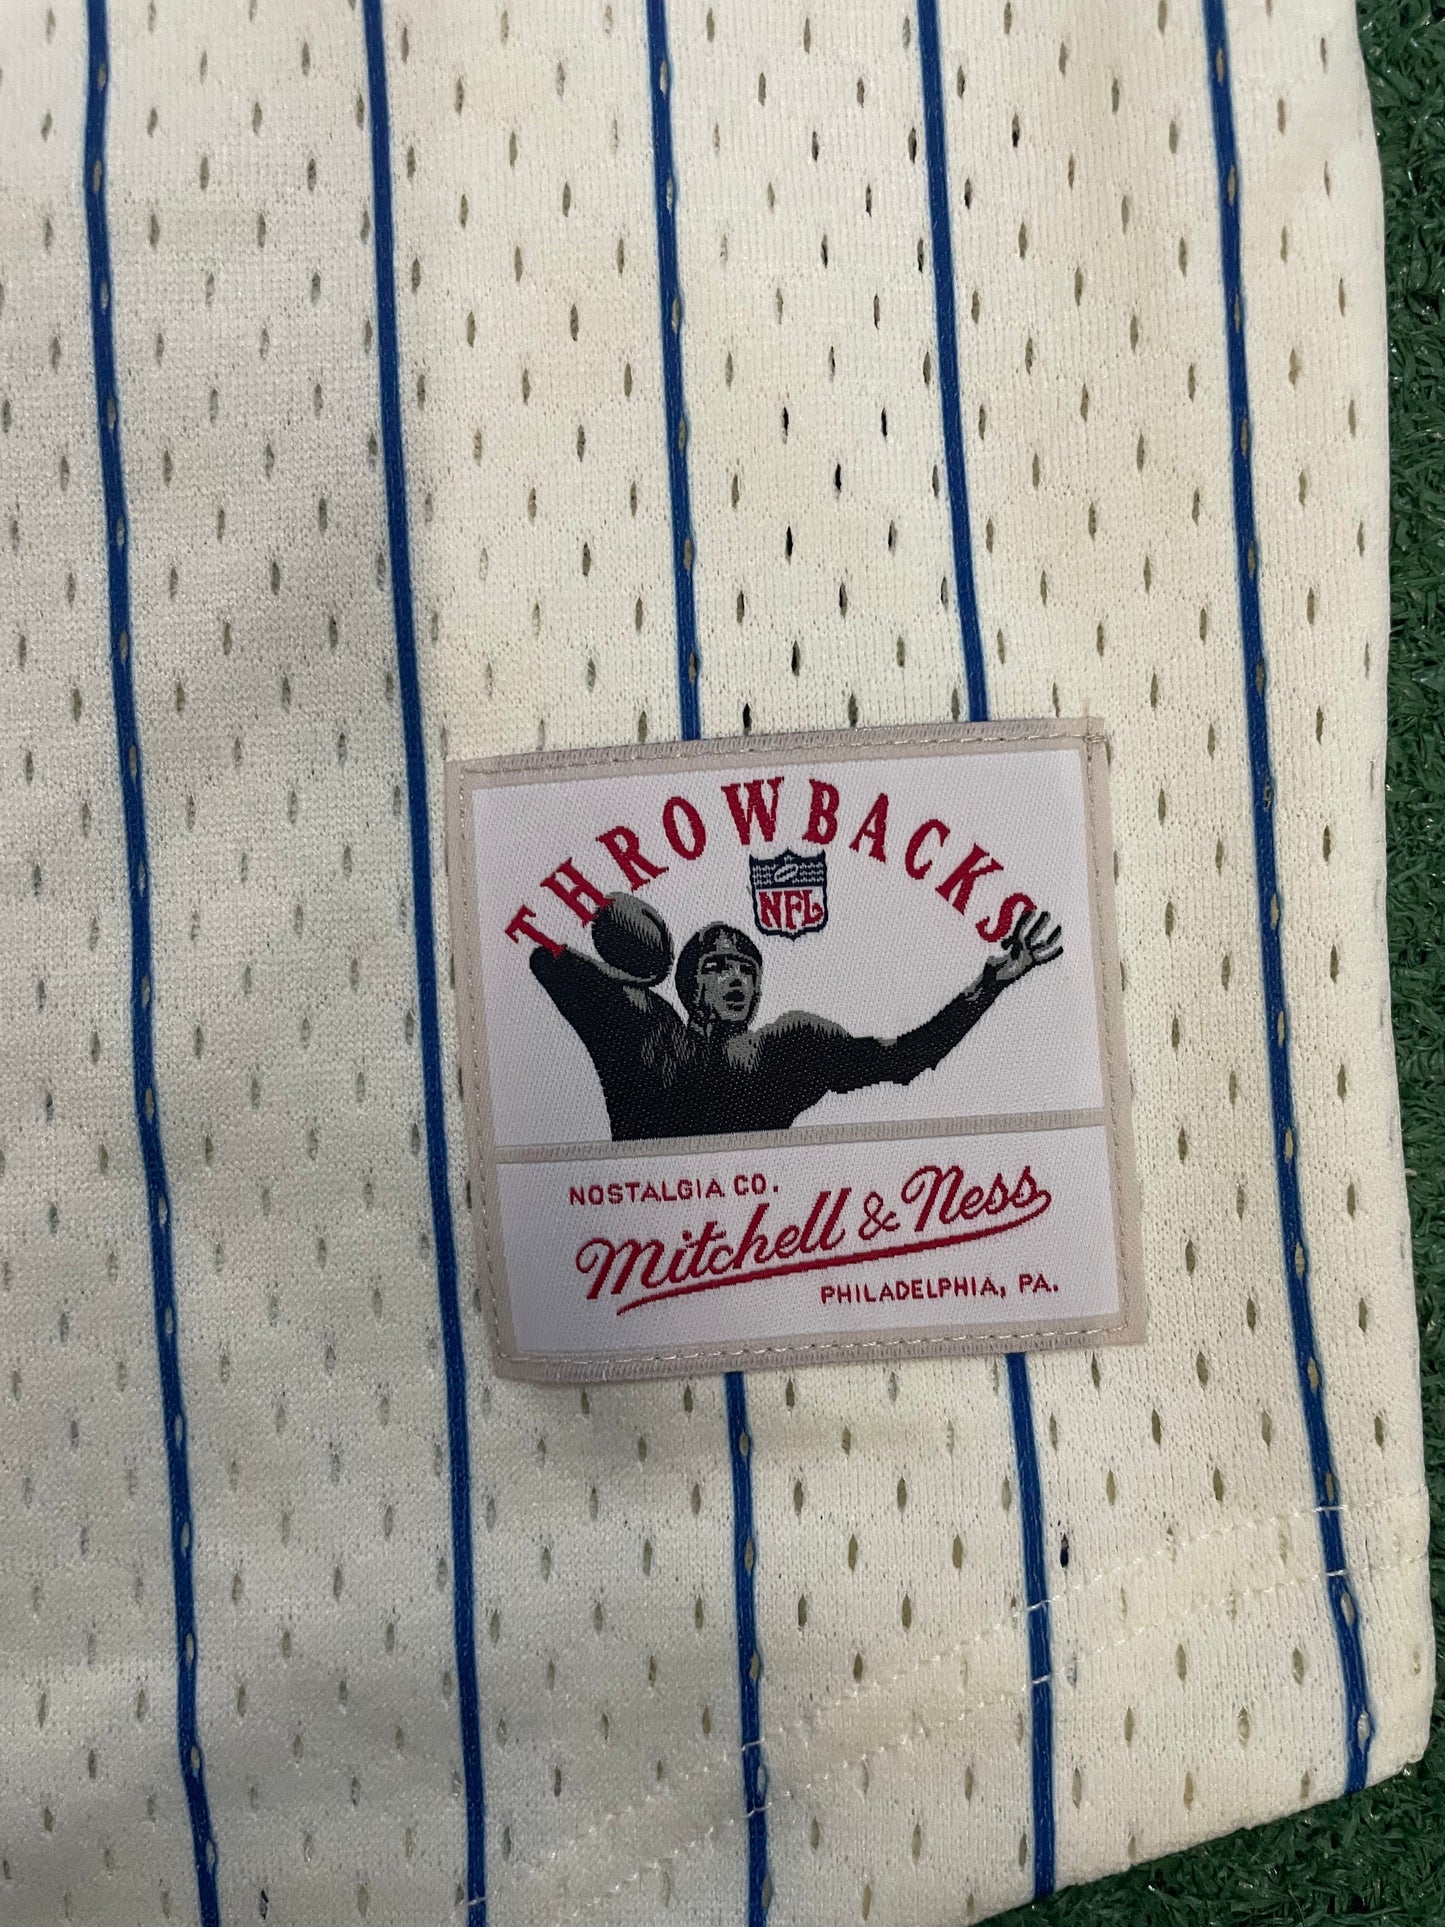 THROWBACKS
NFL
NOSTALGIA CO.
Mitchell & Ness
PHILADELPHIA, PA.